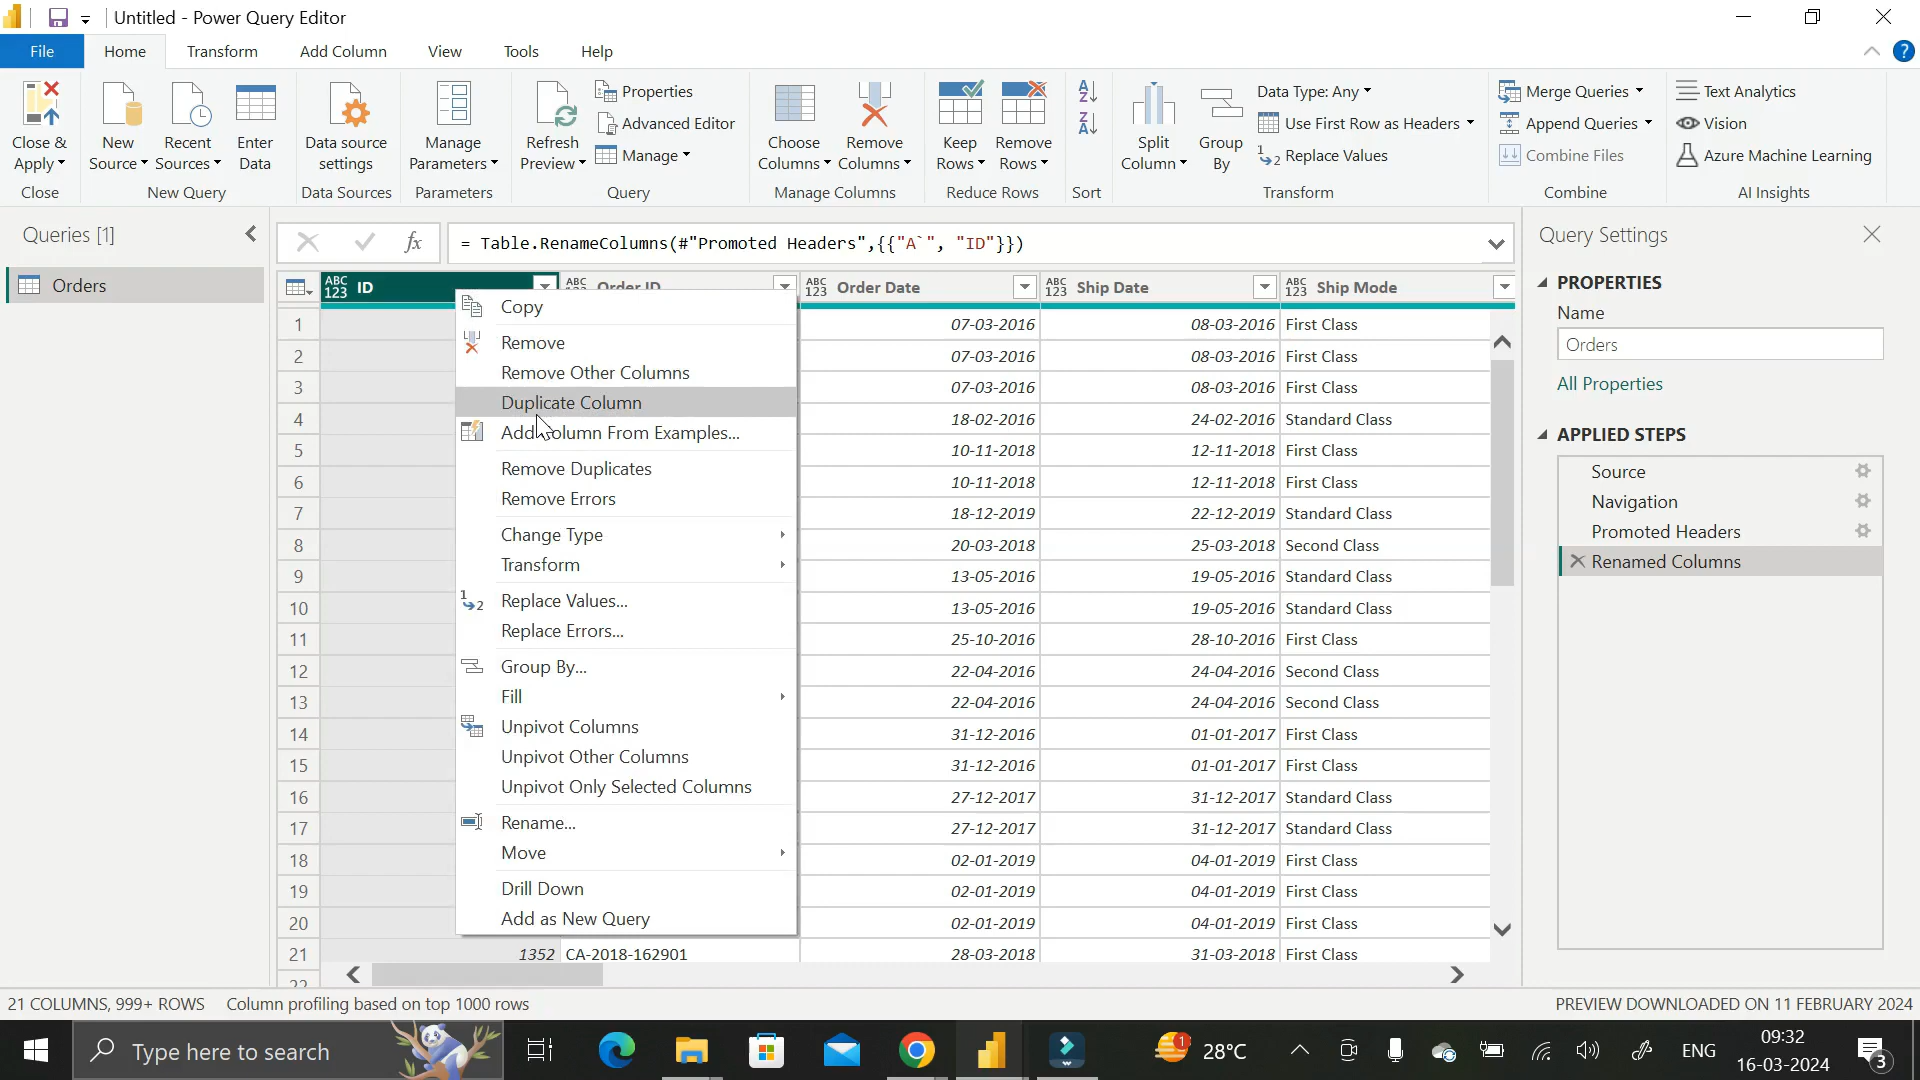 Untitled - Power Query Editor
File
Home
Transform
Add Column
View
Tools
Help
Close & Apply
New Source
Recent Sources
Enter Data
Data source settings
Manage Parameters
Refresh Preview
Properties
Advanced Editor
Manage
Choose Columns
Remove Columns
Keep Rows
Remove Rows
Split Column
Group By
Data Type: Any
Use First Row as Headers
Replace Values
Merge Queries
Append Queries
Combine Files
Text Analytics
Vision
Azure Machine Learning
Close
New Query
Data Sources
Parameters
Query
Manage Columns
Reduce Rows
Sort
Transform
Combine
AI Insights
Queries [1]
Orders
fx
= Table.RenameColumns(#"Promoted Headers",{{"A`", "ID"}})
ABC 123 ID
ABC Order ID
ABC 123 Order Date
ABC 123 Ship Date
ABC 123 Ship Mode
1 07-03-2016 08-03-2016 First Class
2 07-03-2016 08-03-2016 First Class
3 07-03-2016 08-03-2016 First Class
4 18-02-2016 24-02-2016 Standard Class
5 10-11-2018 12-11-2018 First Class
6 10-11-2018 12-11-2018 First Class
7 18-12-2019 22-12-2019 Standard Class
8 20-03-2018 25-03-2018 Second Class
9 13-05-2016 19-05-2016 Standard Class
10 13-05-2016 19-05-2016 Standard Class
11 25-10-2016 28-10-2016 First Class
12 22-04-2016 24-04-2016 Second Class
13 22-04-2016 24-04-2016 Second Class
14 31-12-2016 01-01-2017 First Class
15 31-12-2016 01-01-2017 First Class
16 27-12-2017 31-12-2017 Standard Class
17 27-12-2017 31-12-2017 Standard Class
18 02-01-2019 04-01-2019 First Class
19 02-01-2019 04-01-2019 First Class
20 02-01-2019 04-01-2019 First Class
21 1352 CA-2018-162901 28-03-2018 31-03-2018 First Class
22
Copy
Remove
Remove Other Columns
Duplicate Column
Add Column From Examples...
Remove Duplicates
Remove Errors
Change Type
Transform
Replace Values...
Replace Errors...
Group By...
Fill
Unpivot Columns
Unpivot Other Columns
Unpivot Only Selected Columns
Rename...
Move
Drill Down
Add as New Query
Query Settings
PROPERTIES
Name
Orders
All Properties
APPLIED STEPS
Source
Navigation
Promoted Headers
Renamed Columns
21 COLUMNS, 999+ ROWS
Column profiling based on top 1000 rows
PREVIEW DOWNLOADED ON 11 FEBRUARY 2024
Type here to search
1
28°C
ENG
09:32
16-03-2024
3